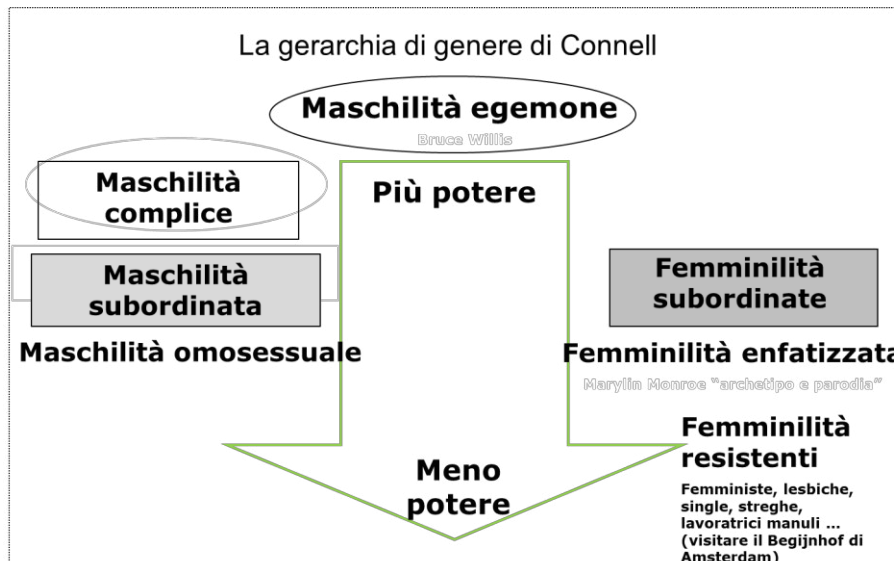 La gerarchia di genere di Connell
Maschilità egemone
Bruce Willis
Maschilità
complice
Più potere
Maschilità
subordinata
Femminilità
subordinate
Maschilità omosessuale
Femminilità enfatizzata
Marylin Monroe “archetipo e parodia”
Femminilità
resistenti
Meno
potere
Femministe, lesbiche,
single, streghe,
lavoratrici manuli ...
(visitare il Begijnhof di
Amsterdam)